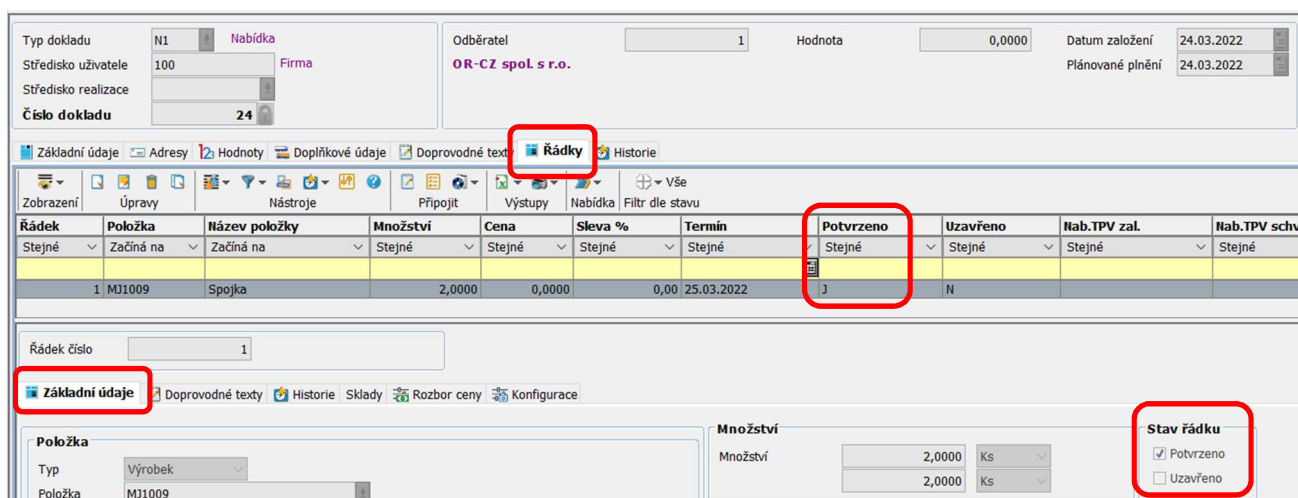 Typ dokladu N1 Nabídka Odběratel 1 Hodnota 0,0000 Datum založení 24.03.2022
Středisko uživatele 100 Firma OR-CZ spol. s r.o. Plánované plnění 24.03.2022
Středisko realizace
Číslo dokladu 24
Základní údaje Adresy Hodnoty Doplňkové údaje Doprovodné texty Řádky Historie
Vše
Zobrazení Úpravy Nástroje Připojit Výstupy Nabídka Filtr dle stavu
Řádek Položka Název položky Množství Cena Sleva % Termín Potvrzeno Uzavřeno Nab.TPV zal. Nab.TPV schv
Stejné Začíná na Začíná na Stejné Stejné Stejné Stejné Stejné Stejné Stejné Stejné
1 MJ1009 Spojka 2,0000 0,0000 0,00 25.03.2022 J N
Řádek číslo 1
Základní údaje Doprovodné texty Historie Sklady Rozbor ceny Konfigurace
Položka Množství Stav řádku
Typ Výrobek Množství 2,0000 Ks Potvrzeno
Položka MJ1009 2,0000 Ks Uzavřeno